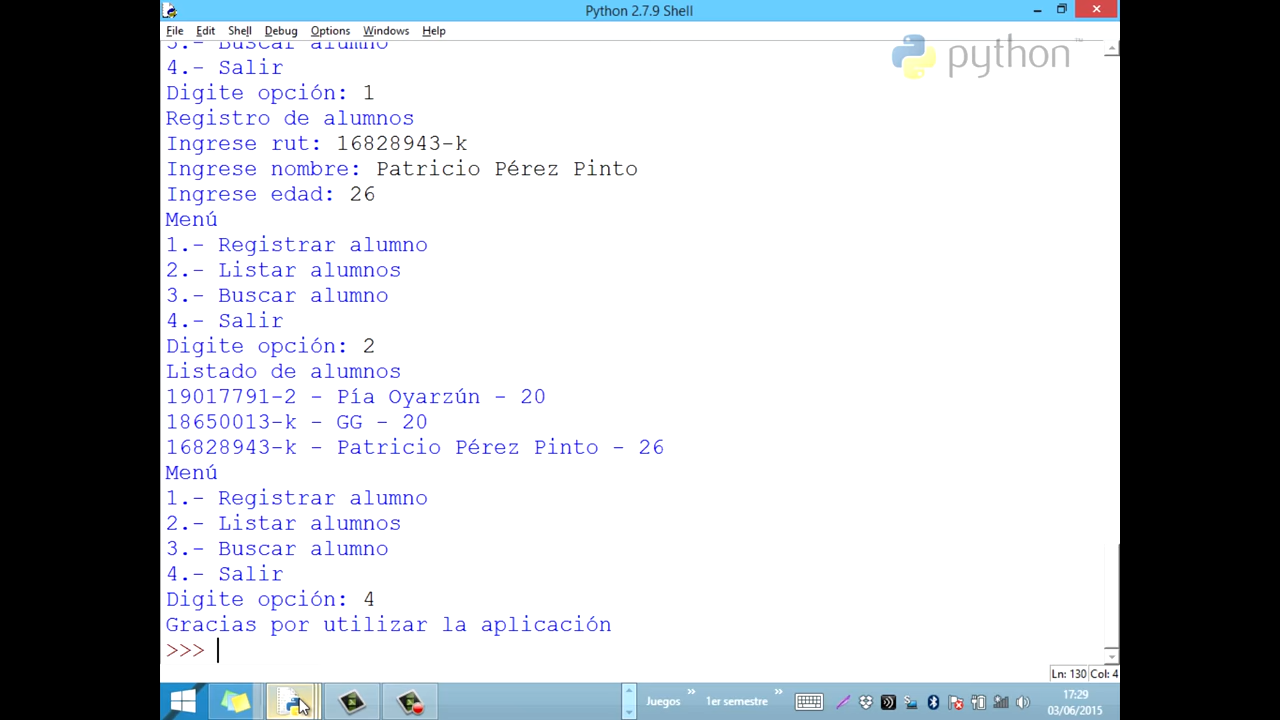 Python 2.7.9 Shell
File Edit Shell Debug Options Windows Help
python™
3.- Buscar alumno
4.- Salir
Digite opción: 1
Registro de alumnos
Ingrese rut: 16828943-k
Ingrese nombre: Patricio Pérez Pinto
Ingrese edad: 26
Menú
1.- Registrar alumno
2.- Listar alumnos
3.- Buscar alumno
4.- Salir
Digite opción: 2
Listado de alumnos
19017791-2 - Pía Oyarzún - 20
18650013-k - GG - 20
16828943-k - Patricio Pérez Pinto - 26
Menú
1.- Registrar alumno
2.- Listar alumnos
3.- Buscar alumno
4.- Salir
Digite opción: 4
Gracias por utilizar la aplicación
>>>
Ln: 130 Col: 4
Juegos » 1er semestre »
17:29
03/06/2015